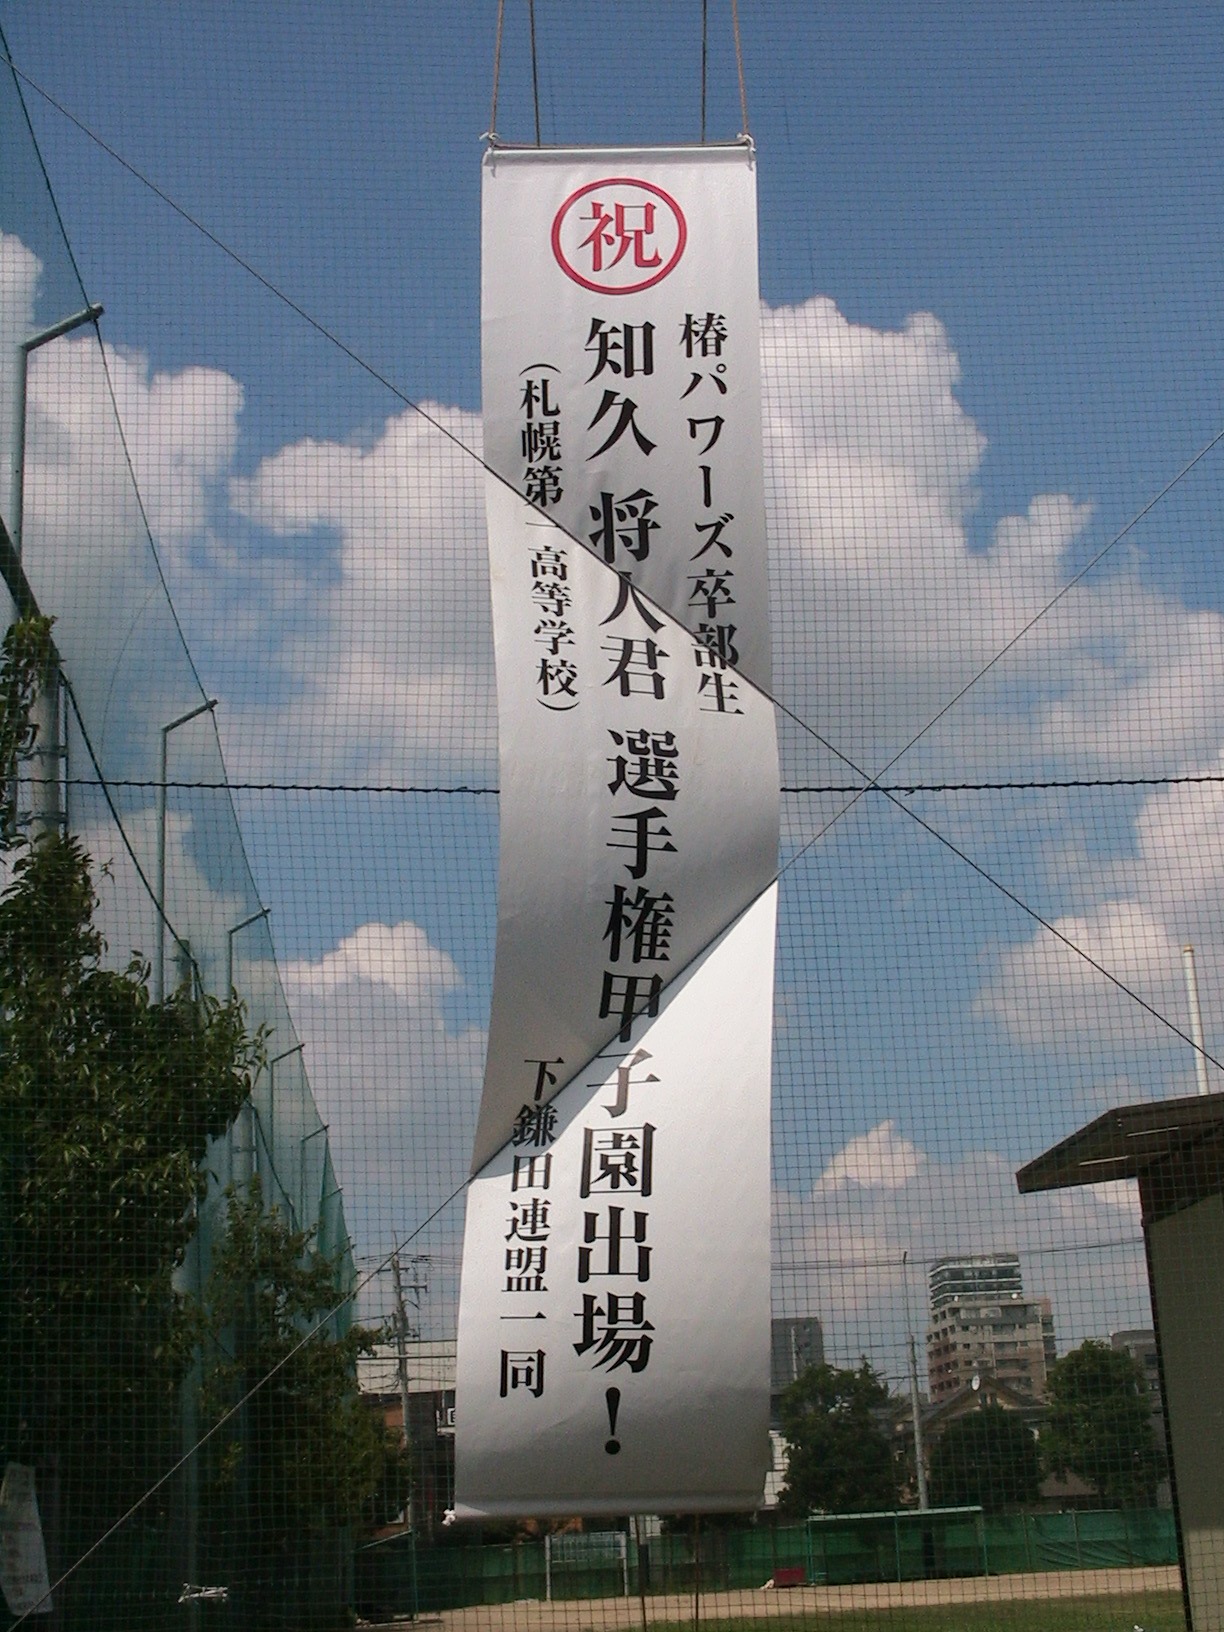 祝
椿パワーズ卒部生
知久 将人君 選手権甲子園出場！
（札幌第一高等学校）
下鎌田連盟一同